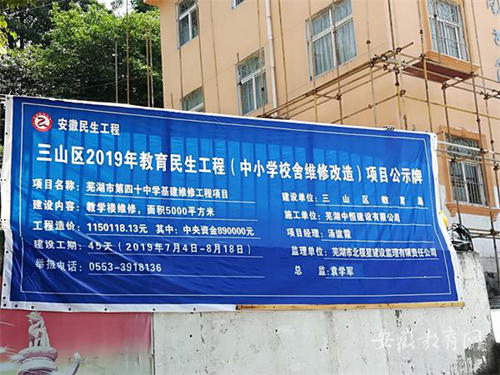 安徽民生工程
三山区2019年教育民生工程（中小学校舍维修改造）项目公示牌
项目名称：芜湖市第四十中学基建维修工程项目
建设单位：三山区教育局
建设内容：教学楼维修，面积5000平方米
施工单位：芜湖中恒建设有限公司
工程造价：1150118.13元 其中：中央资金890000元
项目经理：汤谊霞
建设工期：45天（2019年7月4日-8月18日）
监理单位：芜湖市北极星建设监理有限责任公司
举报电话：0553-3918136
总监：袁学军
安徽教育网